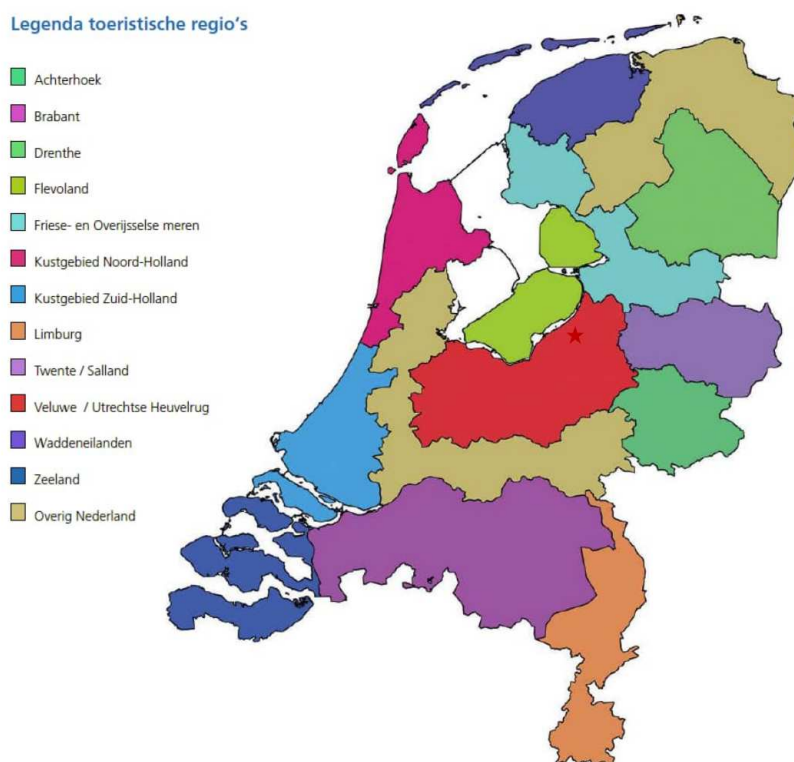 Legenda toeristische regio's
Achterhoek
Brabant
Drenthe
Flevoland
Friese- en Overijsselse meren
Kustgebied Noord-Holland
Kustgebied Zuid-Holland
Limburg
Twente / Salland
Veluwe / Utrechtse Heuvelrug
Waddeneilanden
Zeeland
Overig Nederland